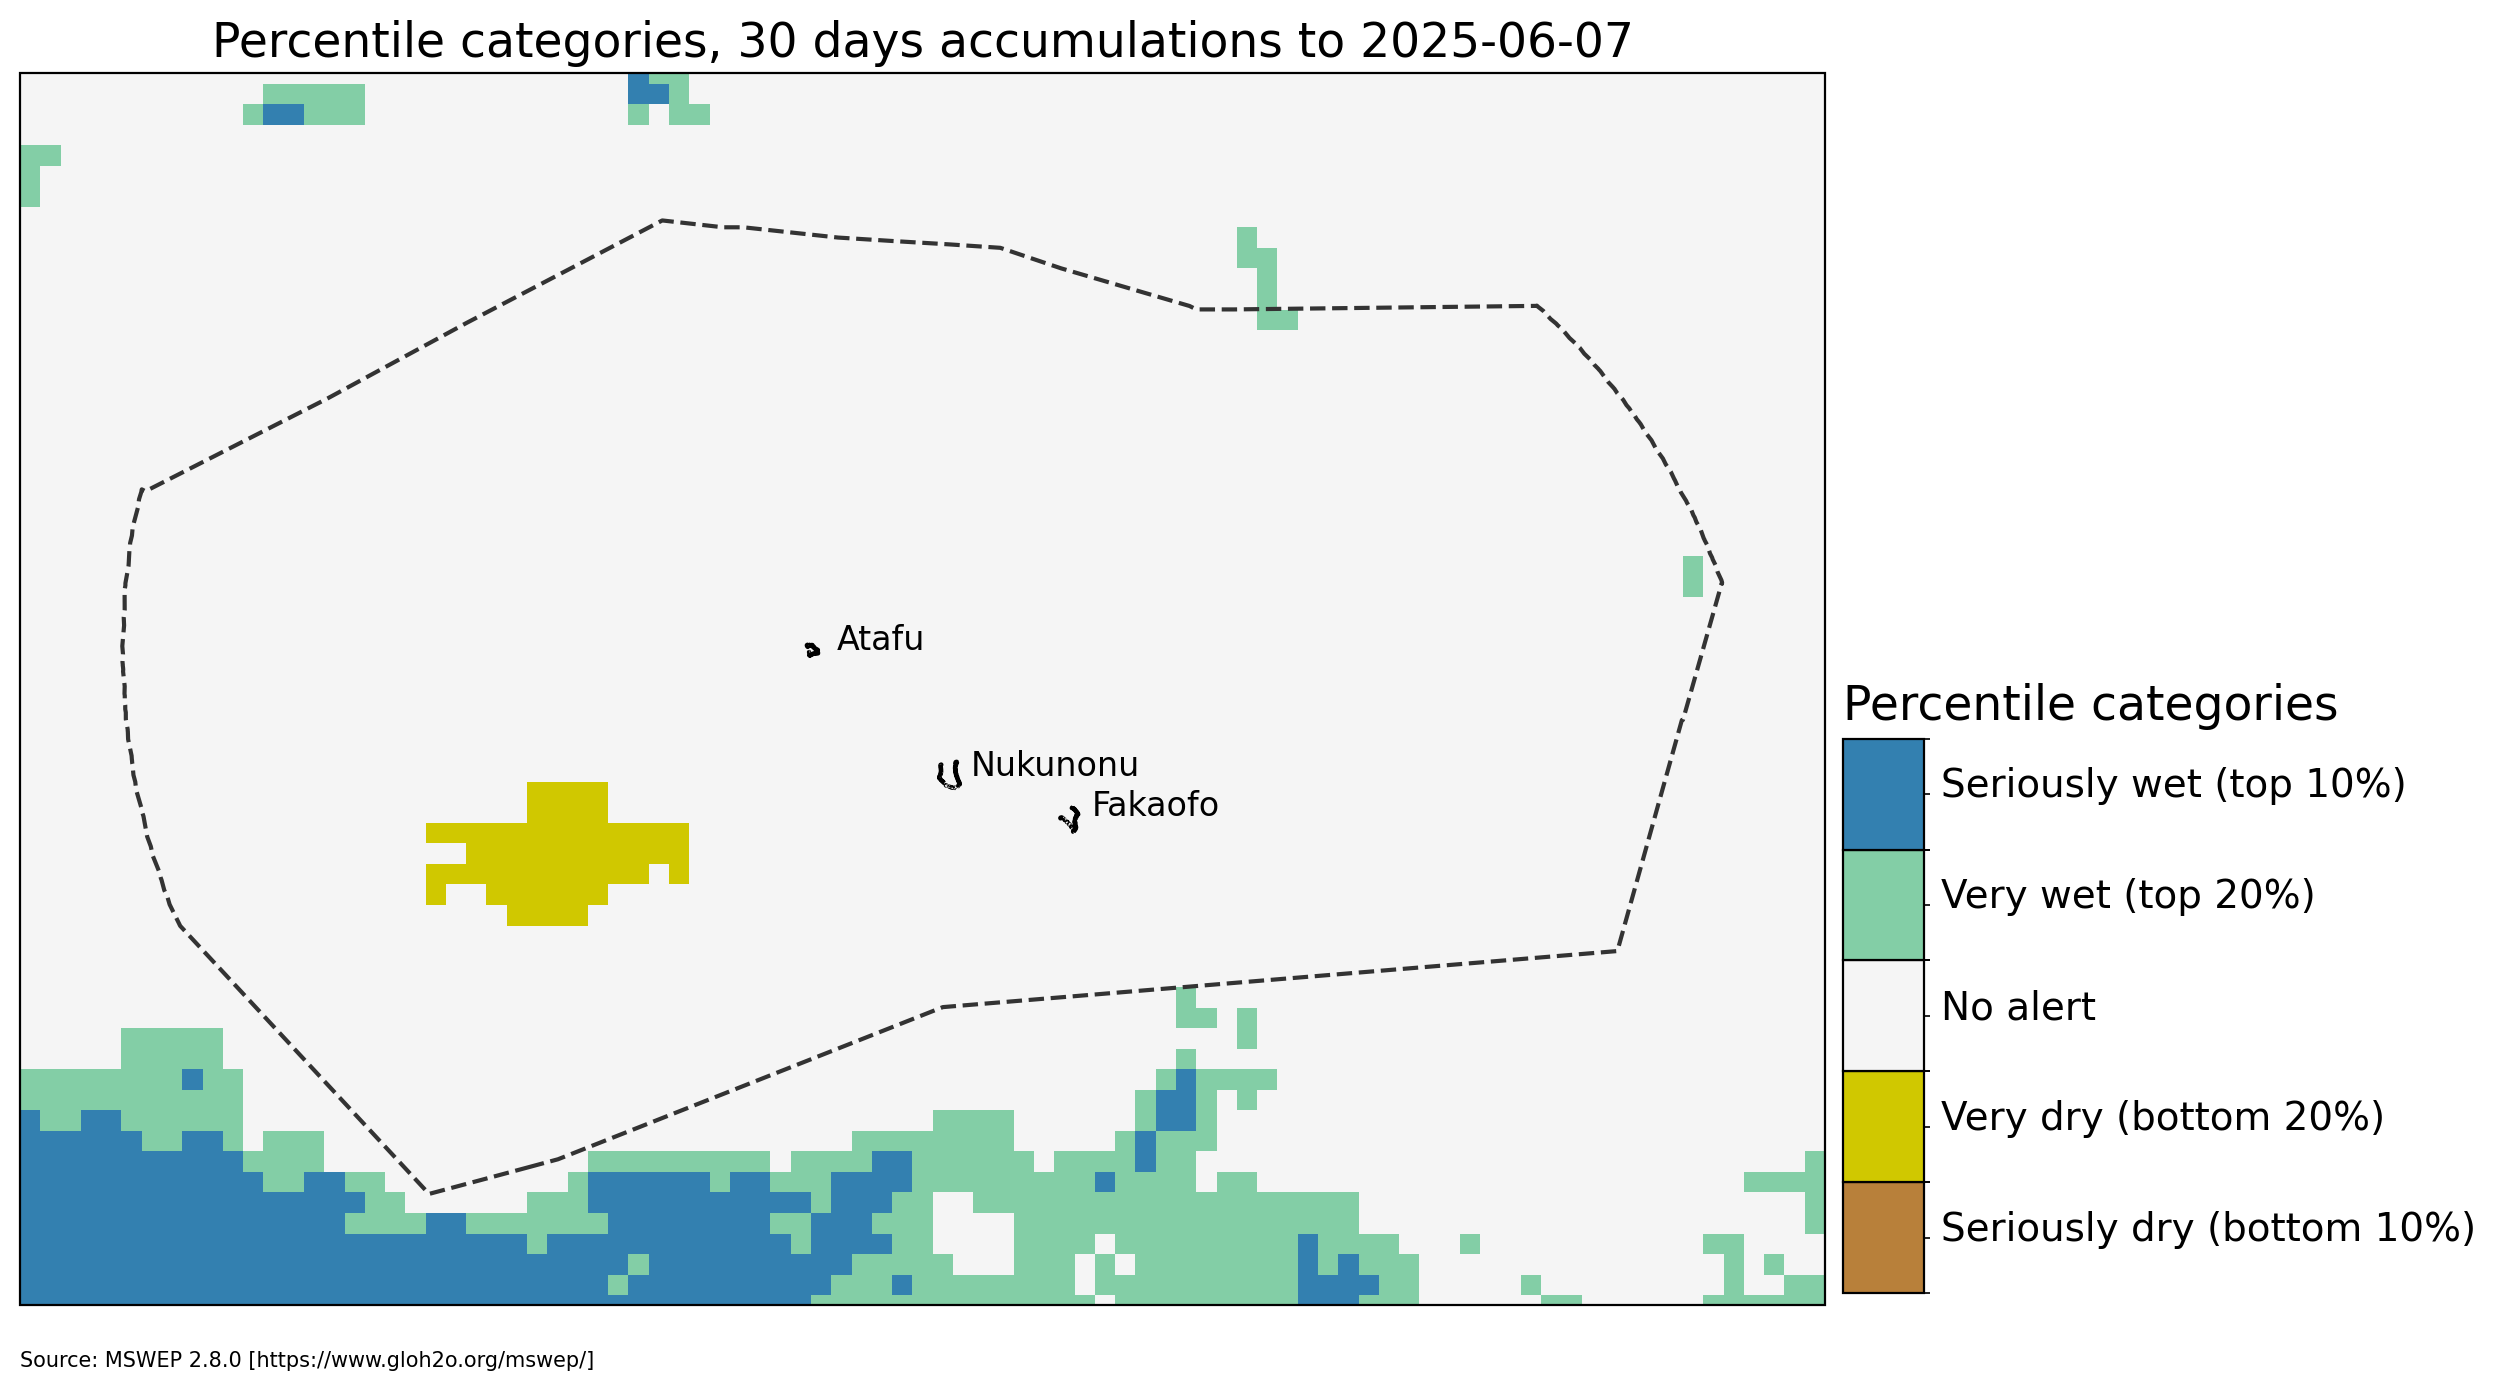 Percentile categories, 30 days accumulations to 2025-06-07
Atafu
Nukunonu
Fakaofo
Percentile categories
Seriously wet (top 10%)
Very wet (top 20%)
No alert
Very dry (bottom 20%)
Seriously dry (bottom 10%)
Source: MSWEP 2.8.0 [https://www.gloh2o.org/mswep/]